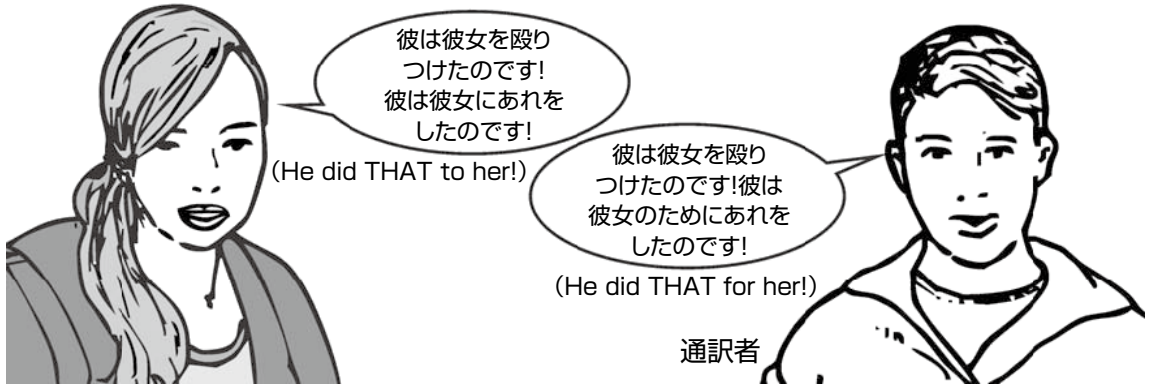 彼は彼女を殴り
つけたのです!
彼は彼女にあれを
したのです!
(He did THAT to her!)
彼は彼女を殴り
つけたのです!彼は
彼女のためにあれを
したのです!
(He did THAT for her!)
通訳者